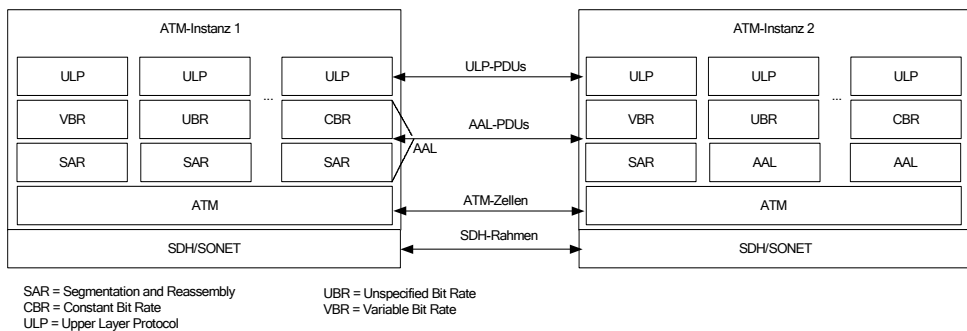 ATM-Instanz 1
ATM-Instanz 2
ULP ULP ULP
ULP-PDUs
ULP ULP ULP
...
...
VBR UBR CBR
AAL-PDUs
VBR UBR CBR
AAL
SAR SAR SAR
SAR AAL AAL
ATM
ATM-Zellen
ATM
SDH-Rahmen
SDH/SONET
SDH/SONET
SAR = Segmentation and Reassembly
CBR = Constant Bit Rate
ULP = Upper Layer Protocol
UBR = Unspecified Bit Rate
VBR = Variable Bit Rate